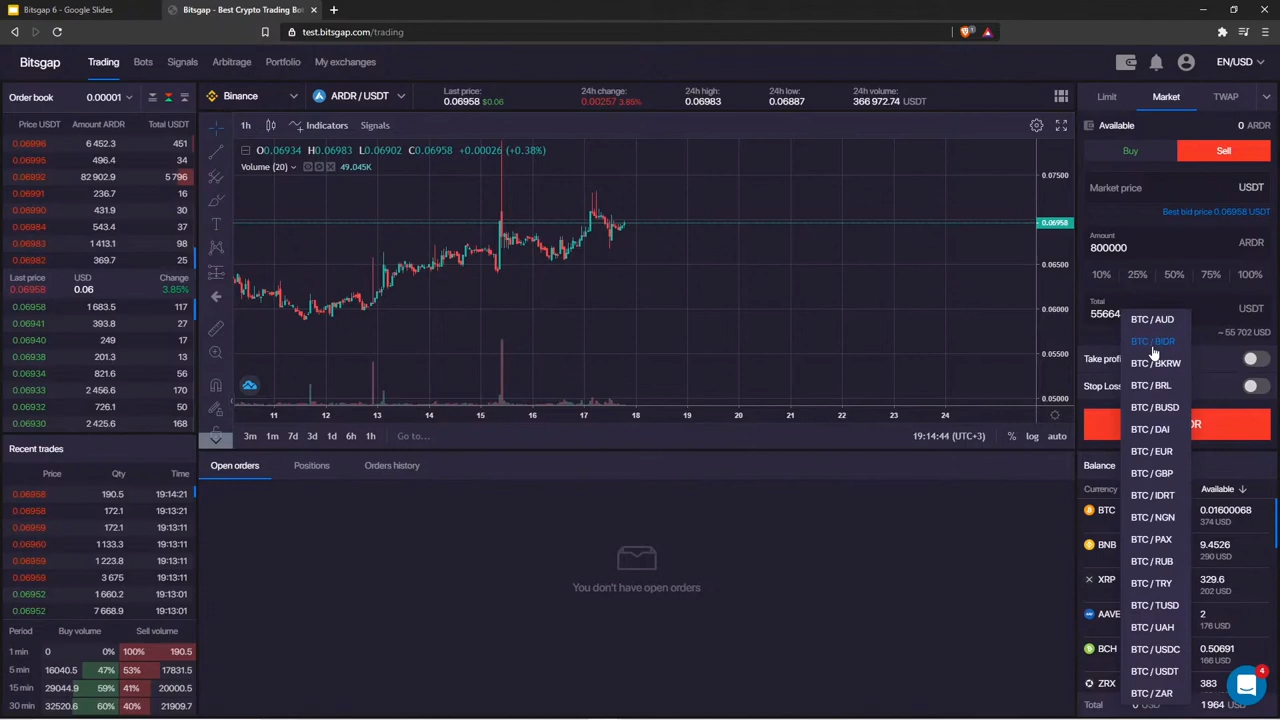 Bitsgap 6 - Google Slides
Bitsgap - Best Crypto Trading Bot
test.bitsgap.com/trading
1
Bitsgap
Trading
Bots
Signals
Arbitrage
Portfolio
My exchanges
EN/USD
Order book
0.00001
Price USDT Amount ARDR Total USDT
0.06996 6 452.3 451
0.06995 496.4 34
0.06992 82 902.9 5 796
0.06991 236.7 16
0.06990 431.9 30
0.06984 543.4 37
0.06983 1 413.1 98
0.06982 369.7 25
Last price USD Change
0.06958 0.06 3.85%
0.06958 1 683.5 117
0.06941 393.8 27
0.06940 249 17
0.06938 201.3 13
0.06934 821.6 56
0.06933 2 456.6 170
0.06932 726.1 50
0.06930 2 425.6 168
Recent trades
Price Qty Time
0.06958 190.5 19:14:21
0.06958 172.1 19:13:11
0.06959 172.1 19:13:11
0.06960 1 133.3 19:13:11
0.06959 1 223.8 19:13:11
0.06959 3 675 19:13:11
0.06952 1 660.2 19:13:01
0.06952 7 668.9 19:13:01
Period Buy volume Sell volume
1 min 0 0% 100% 190.5
5 min 16040.5 47% 53% 17831.5
15 min 29044.9 59% 41% 20000.5
30 min 32520.6 60% 40% 21909.7
Binance
ARDR / USDT
Last price:
0.06958 $0.06
24h change:
0.00257 3.85%
24h high:
0.06983
24h low:
0.06887
24h volume:
366 972.74 USDT
1h
Indicators
Signals
O0.06934 H0.06983 L0.06902 C0.06958 +0.00026 (+0.38%)
Volume (20) 49.045K
0.07500
0.06958
0.06500
0.06000
0.05500
0.05000
11 12 13 14 15 16 17 18 19 20 21 22 23 24
3m 1m 7d 3d 1d 6h 1h Go to...
19:14:44 (UTC+3) % log auto
Open orders
Positions
Orders history
You don't have open orders
Limit
Market
TWAP
Available
0 ARDR
Buy
Sell
Market price
USDT
Best bid price 0.06958 USDT
Amount
800000
ARDR
10% 25% 50% 75% 100%
Total
55664
USDT
~ 55 702 USD
Take profi
Stop Loss
DR
BTC / AUD
BTC / BIDR
BTC / BKRW
BTC / BRL
BTC / BUSD
BTC / DAI
BTC / EUR
BTC / GBP
BTC / IDRT
BTC / NGN
BTC / PAX
BTC / RUB
BTC / TRY
BTC / TUSD
BTC / UAH
BTC / USDC
BTC / USDT
BTC / ZAR
Balance
Currency
Available
BTC 0.01600068
374 USD
BNB 9.4526
290 USD
XRP 329.6
202 USD
AAVE 2
176 USD
BCH 0.50691
166 USD
ZRX 383
Total 0 USD 1 964 USD
4